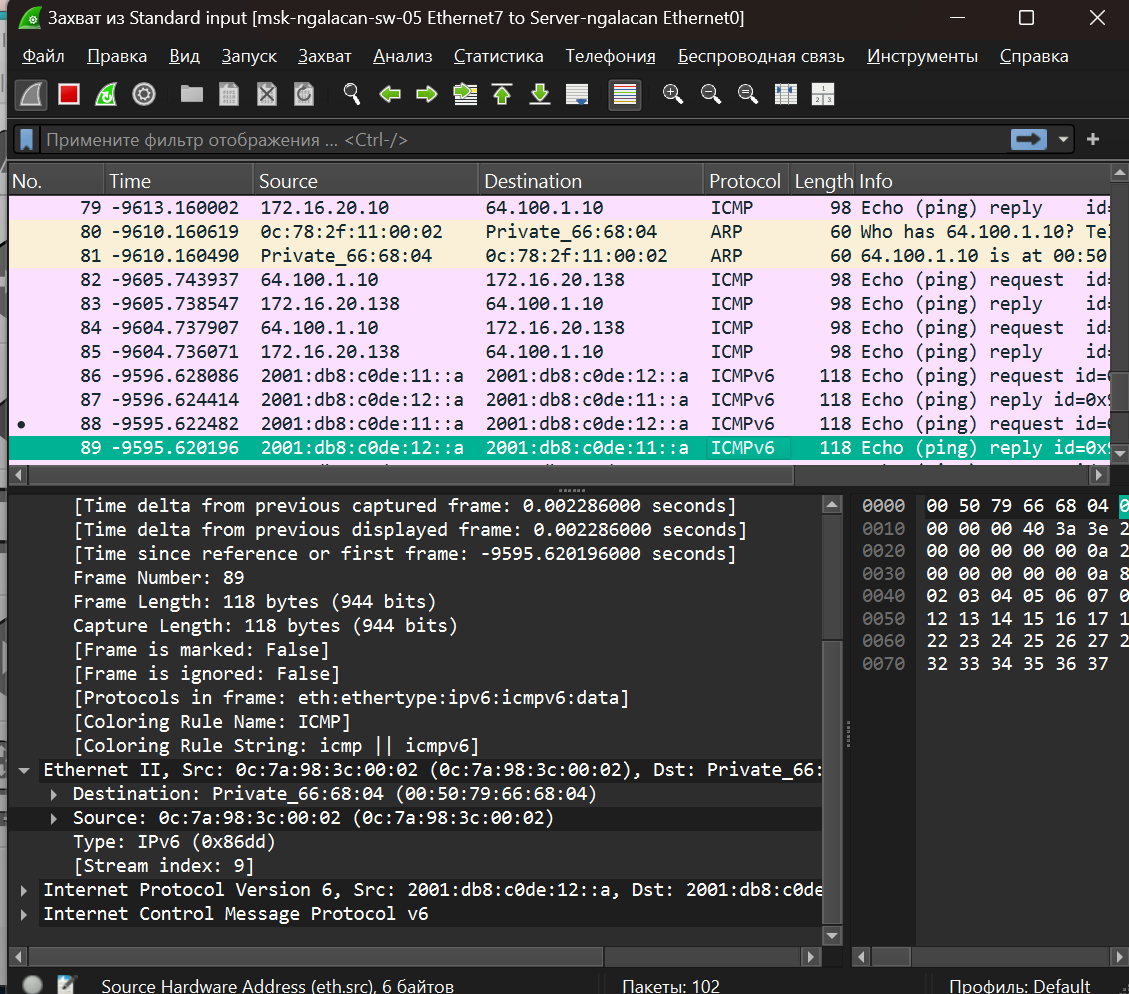 Захват из Standard input [msk-ngalacan-sw-05 Ethernet7 to Server-ngalacan Ethernet0]
Файл Правка Вид Запуск Захват Анализ Статистика Телефония Беспроводная связь Инструменты Справка
Примените фильтр отображения ... <Ctrl-/>
No. Time Source Destination Protocol Length Info
79 -9613.160002 172.16.20.10 64.100.1.10 ICMP 98 Echo (ping) reply id=
80 -9610.160619 0c:78:2f:11:00:02 Private_66:68:04 ARP 60 Who has 64.100.1.10? Tel
81 -9610.160490 Private_66:68:04 0c:78:2f:11:00:02 ARP 60 64.100.1.10 is at 00:50
82 -9605.743937 64.100.1.10 172.16.20.138 ICMP 98 Echo (ping) request id=
83 -9605.738547 172.16.20.138 64.100.1.10 ICMP 98 Echo (ping) reply id=
84 -9604.737907 64.100.1.10 172.16.20.138 ICMP 98 Echo (ping) request id=
85 -9604.736071 172.16.20.138 64.100.1.10 ICMP 98 Echo (ping) reply id=
86 -9596.628086 2001:db8:c0de:11::a 2001:db8:c0de:12::a ICMPv6 118 Echo (ping) request id=
87 -9596.624414 2001:db8:c0de:12::a 2001:db8:c0de:11::a ICMPv6 118 Echo (ping) reply id=0x
88 -9595.622482 2001:db8:c0de:11::a 2001:db8:c0de:12::a ICMPv6 118 Echo (ping) request id=
89 -9595.620196 2001:db8:c0de:12::a 2001:db8:c0de:11::a ICMPv6 118 Echo (ping) reply id=0x
[Time delta from previous captured frame: 0.002286000 seconds]
[Time delta from previous displayed frame: 0.002286000 seconds]
[Time since reference or first frame: -9595.620196000 seconds]
Frame Number: 89
Frame Length: 118 bytes (944 bits)
Capture Length: 118 bytes (944 bits)
[Frame is marked: False]
[Frame is ignored: False]
[Protocols in frame: eth:ethertype:ipv6:icmpv6:data]
[Coloring Rule Name: ICMP]
[Coloring Rule String: icmp || icmpv6]
Ethernet II, Src: 0c:7a:98:3c:00:02 (0c:7a:98:3c:00:02), Dst: Private_66:
Destination: Private_66:68:04 (00:50:79:66:68:04)
Source: 0c:7a:98:3c:00:02 (0c:7a:98:3c:00:02)
Type: IPv6 (0x86dd)
[Stream index: 9]
Internet Protocol Version 6, Src: 2001:db8:c0de:12::a, Dst: 2001:db8:c0de
Internet Control Message Protocol v6
0000 00 50 79 66 68 04 0
0010 00 00 00 40 3a 3e 2
0020 00 00 00 00 00 0a 2
0030 00 00 00 00 00 0a 8
0040 02 03 04 05 06 07 0
0050 12 13 14 15 16 17 1
0060 22 23 24 25 26 27 2
0070 32 33 34 35 36 37
Source Hardware Address (eth.src), 6 байтов Пакеты: 102 Профиль: Default